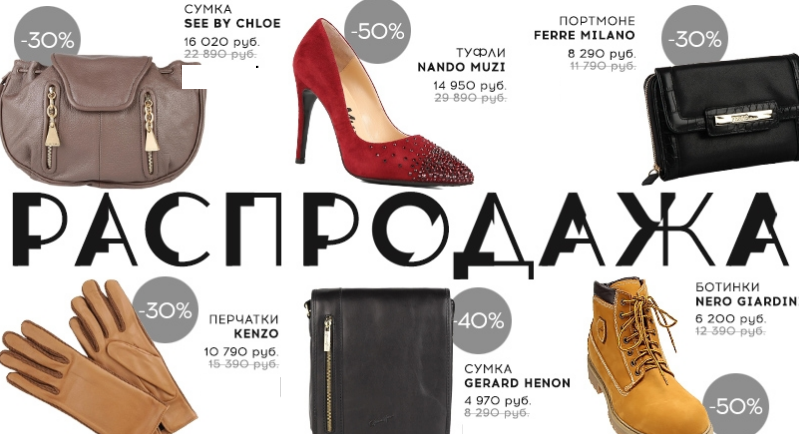 -30%
СУМКА
SEE BY CHLOE
16 020 руб.
22 890 руб.
-50%
ТУФЛИ
NANDO MUZI
14 950 руб.
29 890 руб.
ПОРТМОНЕ
FERRE MILANO
8 290 руб.
11 790 руб.
-30%
РАСПРОДАЖА
-30%
ПЕРЧАТКИ
KENZO
10 790 руб.
15 390 руб.
-40%
СУМКА
GERARD HENON
4 970 руб.
8 290 руб.
БОТИНКИ
NERO GIARDINI
6 200 руб.
12 390 руб.
-50%